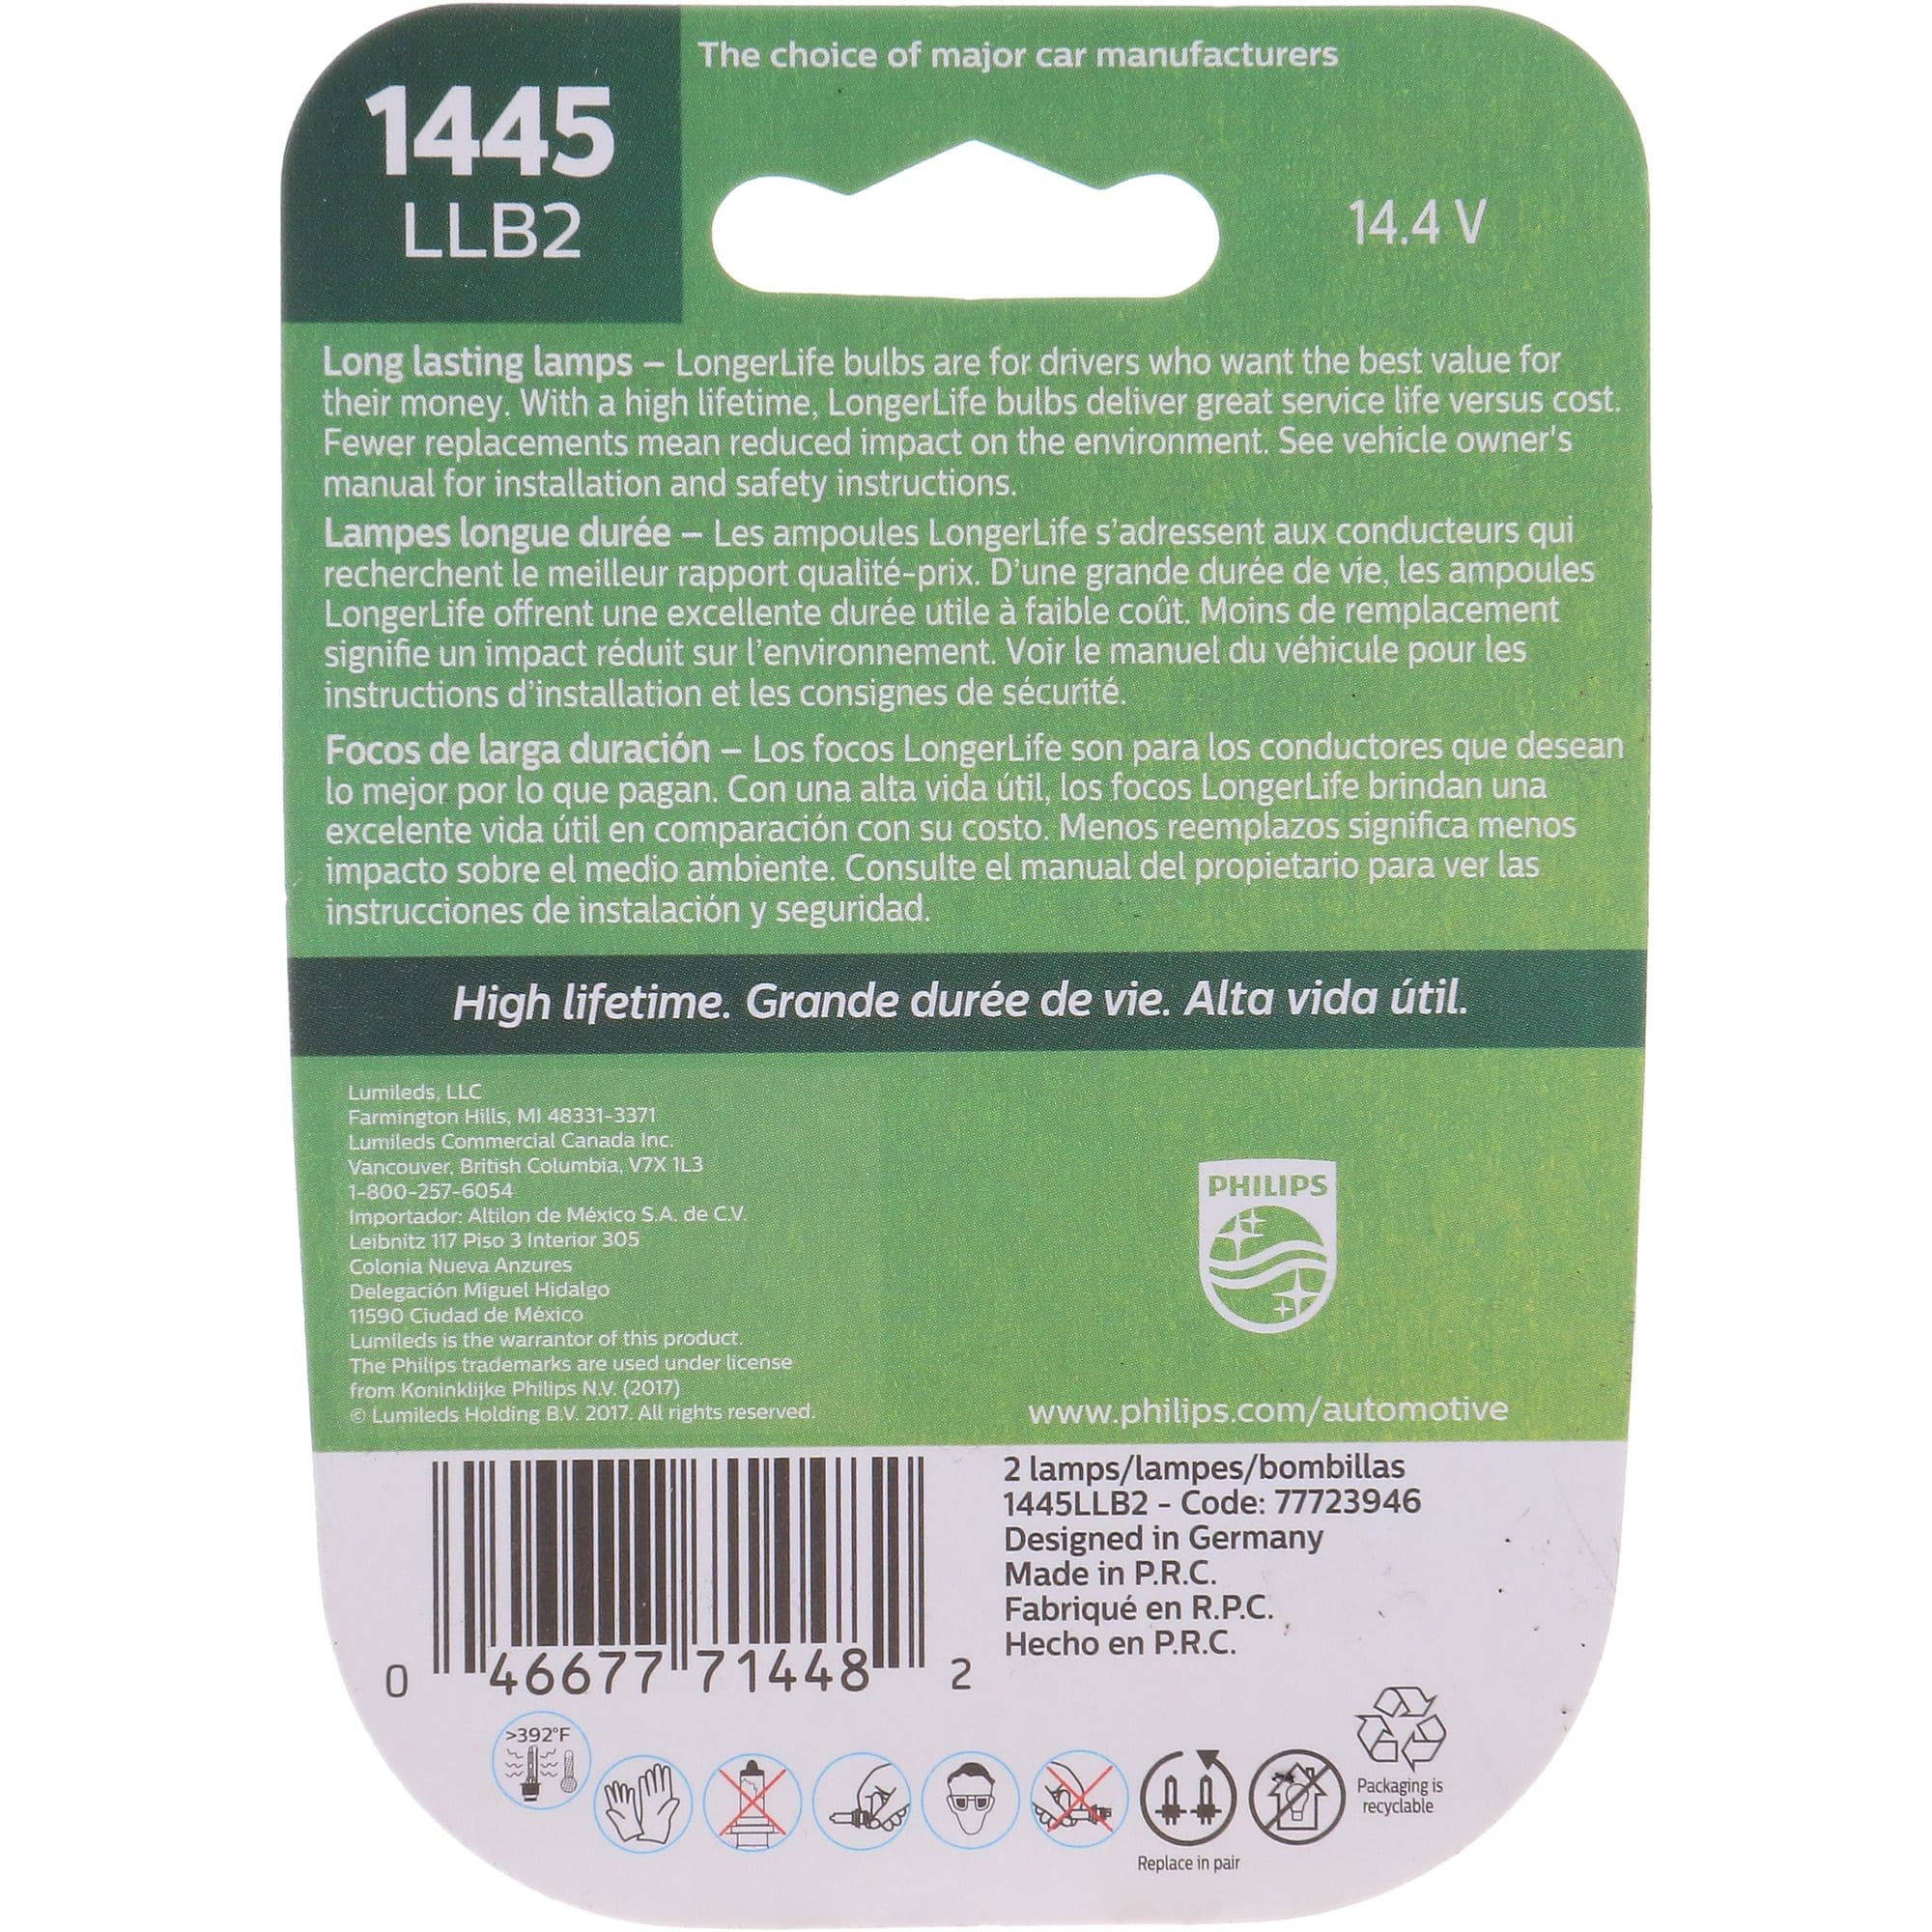 1445
LLB2
The choice of major car manufacturers
14.4 V
Long lasting lamps – LongerLife bulbs are for drivers who want the best value for
their money. With a high lifetime, LongerLife bulbs deliver great service life versus cost.
Fewer replacements mean reduced impact on the environment. See vehicle owner's
manual for installation and safety instructions.
Lampes longue durée – Les ampoules LongerLife s'adressent aux conducteurs qui
recherchent le meilleur rapport qualité-prix. D'une grande durée de vie, les ampoules
LongerLife offrent une excellente durée utile à faible coût. Moins de remplacement
signifie un impact réduit sur l'environnement. Voir le manuel du véhicule pour les
instructions d'installation et les consignes de sécurité.
Focos de larga duración – Los focos LongerLife son para los conductores que desean
lo mejor por lo que pagan. Con una alta vida útil, los focos LongerLife brindan una
excelente vida útil en comparación con su costo. Menos reemplazos significa menos
impacto sobre el medio ambiente. Consulte el manual del propietario para ver las
instrucciones de instalación y seguridad.
High lifetime. Grande durée de vie. Alta vida útil.
Lumileds, LLC
Farmington Hills, MI 48331-3371
Lumileds Commercial Canada Inc.
Vancouver, British Columbia, V7X 1L3
1-800-257-6054
Importador: Altilon de México S.A. de C.V.
Leibnitz 117 Piso 3 Interior 305
Colonia Nueva Anzures
Delegación Miguel Hidalgo
11590 Ciudad de México
Lumileds is the warrantor of this product.
The Philips trademarks are used under license
from Koninklijke Philips N.V. (2017)
© Lumileds Holding B.V. 2017. All rights reserved.
PHILIPS
www.philips.com/automotive
2 lamps/lampes/bombillas
1445LLB2 - Code: 77723946
Designed in Germany
Made in P.R.C.
Fabriqué en R.P.C.
Hecho en P.R.C.
0 46677 71448 2
>392°F
Replace in pair
Packaging is
recyclable